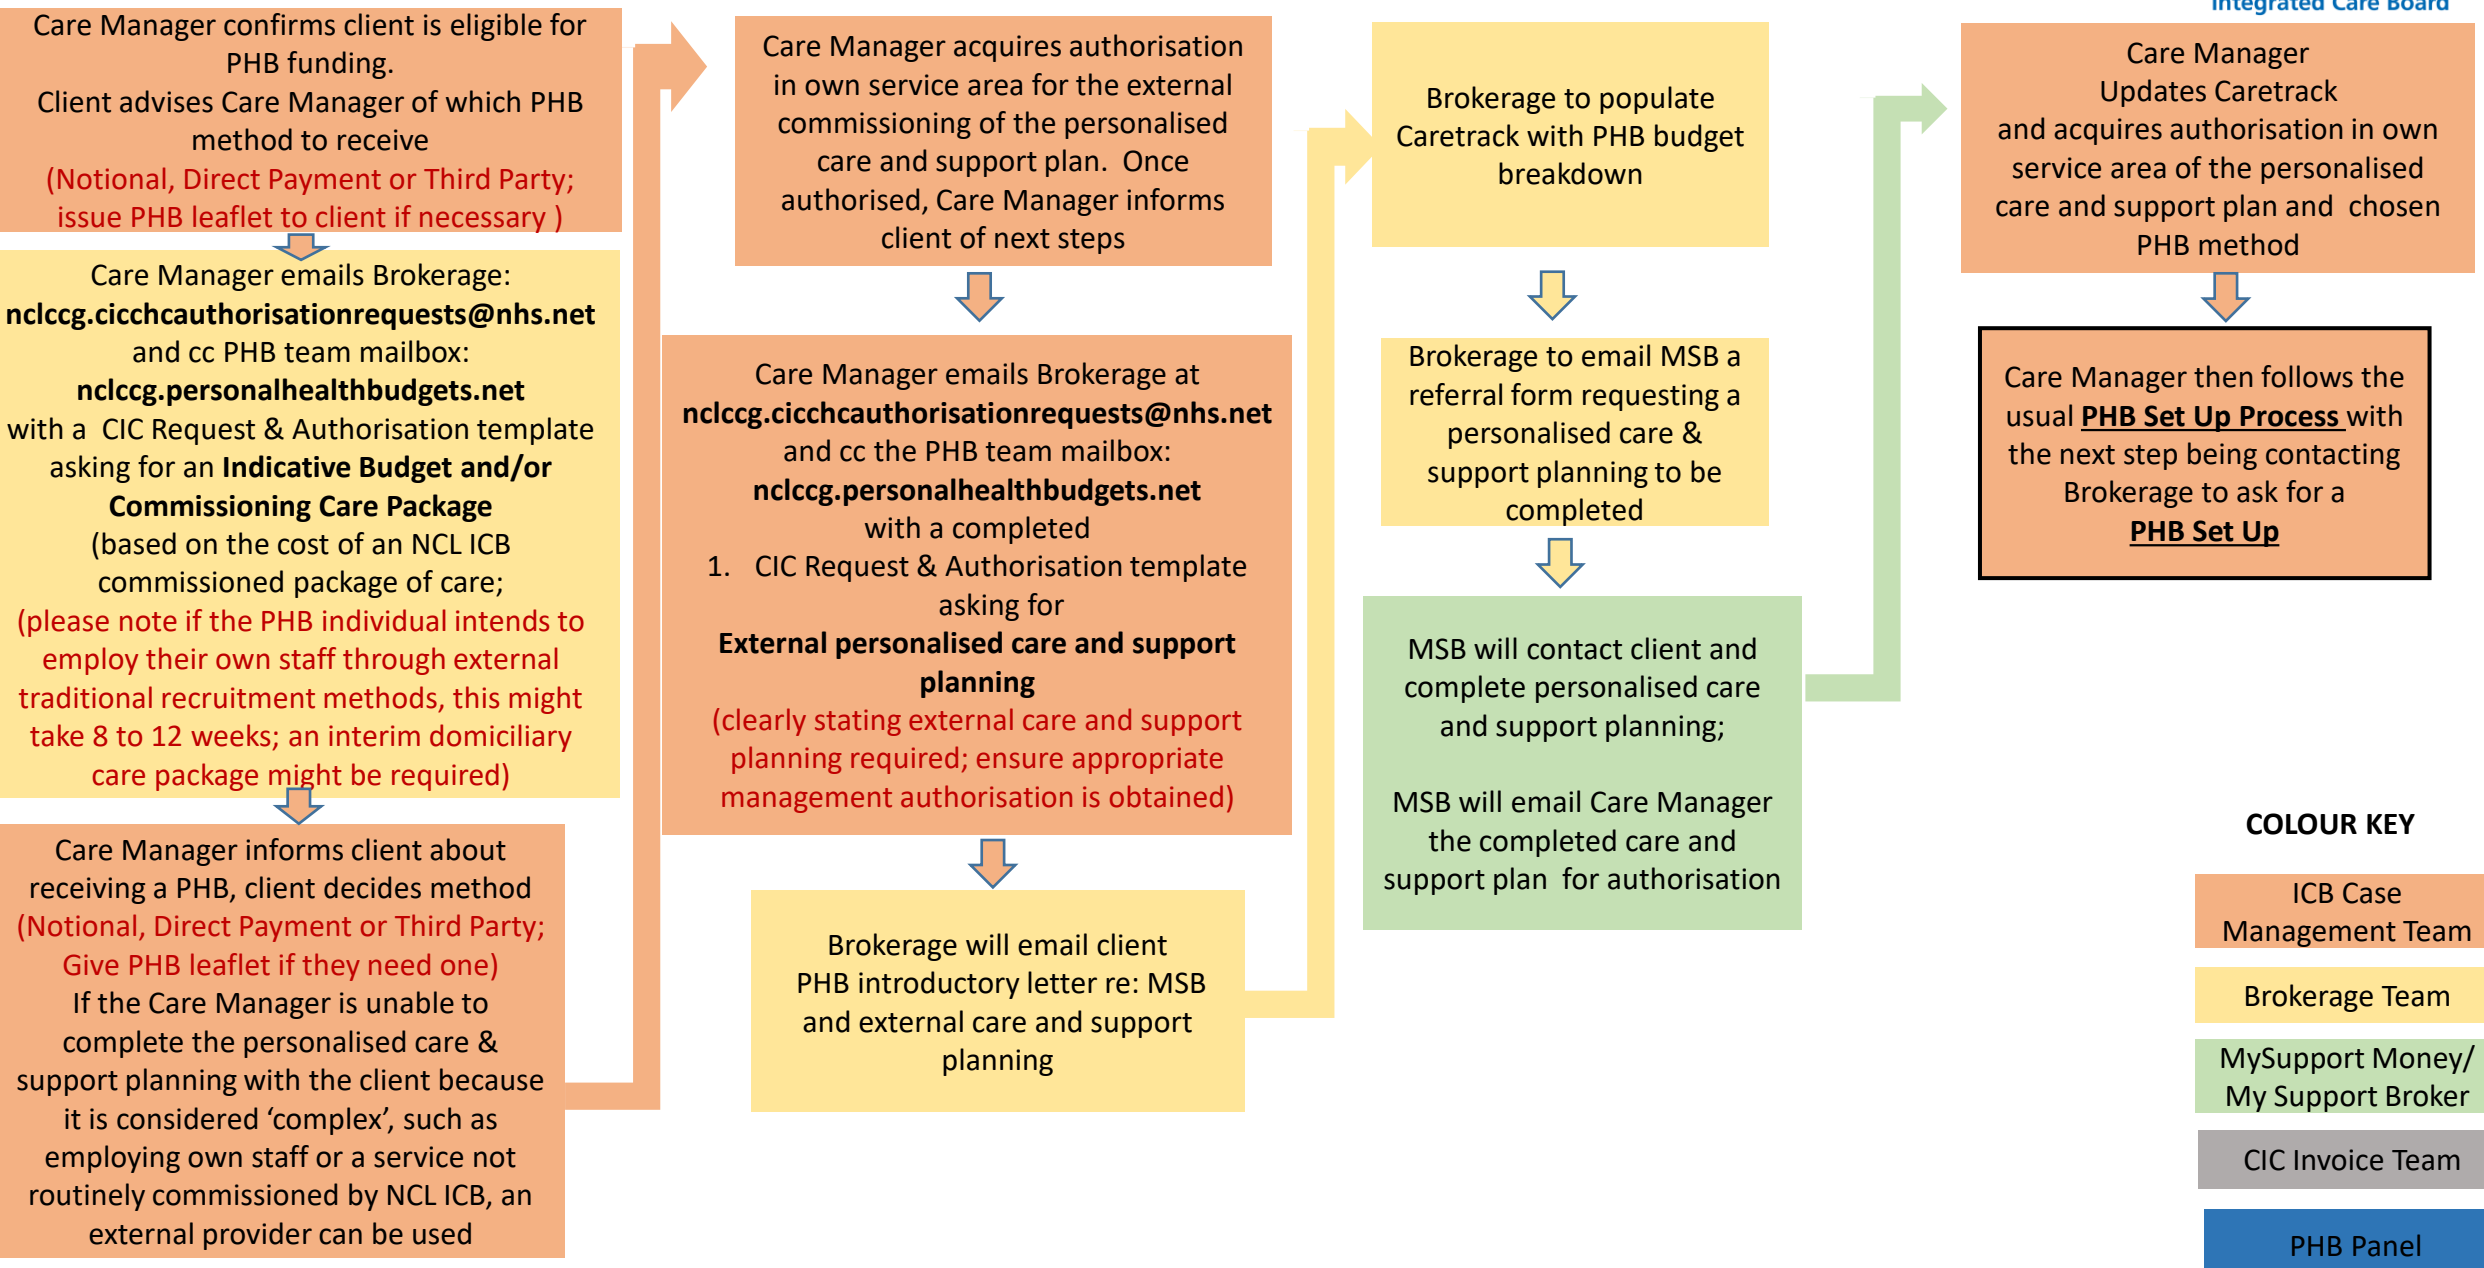 Integrated Care Board
Care Manager confirms client is eligible for
PHB funding.
Client advises Care Manager of which PHB
method to receive
(Notional, Direct Payment or Third Party;
issue PHB leaflet to client if necessary )
Care Manager emails Brokerage:
nclccg.cicchcauthorisationrequests@nhs.net
and cc PHB team mailbox:
nclccg.personalhealthbudgets.net
with a  CIC Request & Authorisation template
asking for an Indicative Budget and/or
Commissioning Care Package
(based on the cost of an NCL ICB
commissioned package of care;
(please note if the PHB individual intends to
employ their own staff through external
traditional recruitment methods, this might
take 8 to 12 weeks; an interim domiciliary
care package might be required)
Care Manager informs client about
receiving a PHB, client decides method
(Notional, Direct Payment or Third Party;
Give PHB leaflet if they need one)
If the Care Manager is unable to
complete the personalised care &
support planning with the client because
it is considered ‘complex’, such as
employing own staff or a service not
routinely commissioned by NCL ICB, an
external provider can be used
Care Manager acquires authorisation
in own service area for the external
commissioning of the personalised
care and support plan.  Once
authorised, Care Manager informs
client of next steps
Care Manager emails Brokerage at
nclccg.cicchcauthorisationrequests@nhs.net
and cc the PHB team mailbox:
nclccg.personalhealthbudgets.net
with a completed
1. CIC Request & Authorisation template
asking for
External personalised care and support
planning
(clearly stating external care and support
planning required; ensure appropriate
management authorisation is obtained)
Brokerage will email client
PHB introductory letter re: MSB
and external care and support
planning
Brokerage to populate
Caretrack with PHB budget
breakdown
Brokerage to email MSB a
referral form requesting a
personalised care &
support planning to be
completed
MSB will contact client and
complete personalised care
and support planning;
MSB will email Care Manager
the completed care and
support plan  for authorisation
Care Manager
Updates Caretrack
and acquires authorisation in own
service area of the personalised
care and support plan and  chosen
PHB method
Care Manager then follows the
usual PHB Set Up Process with
the next step being contacting
Brokerage to ask for a
PHB Set Up
COLOUR KEY
ICB Case
Management Team
Brokerage Team
MySupport Money/
My Support Broker
CIC Invoice Team
PHB Panel